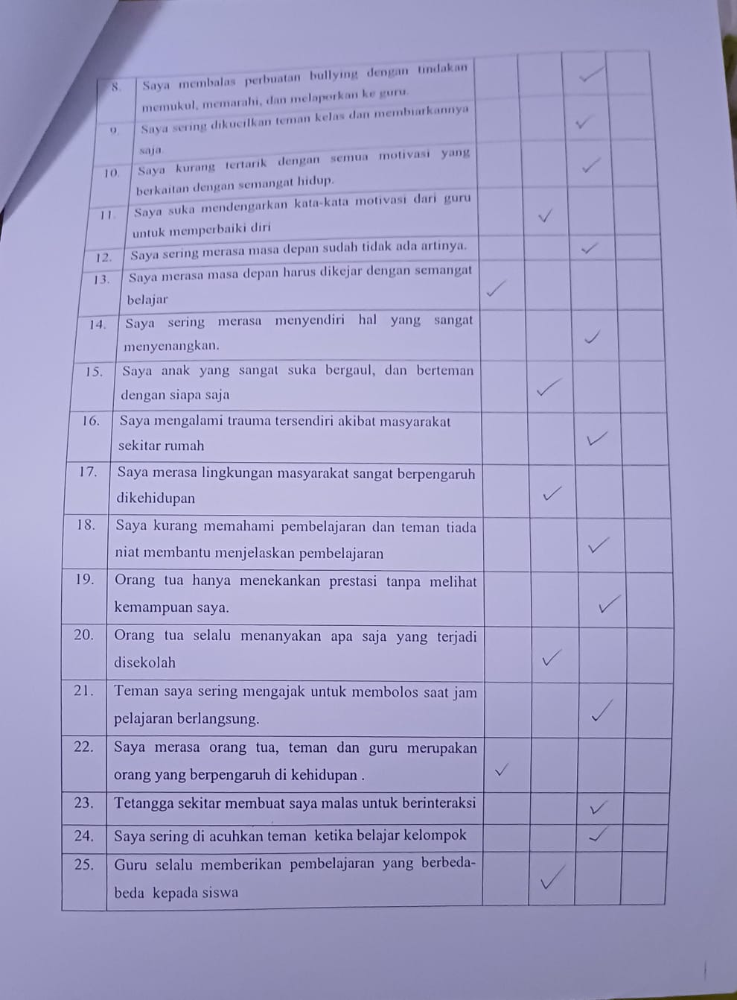 8. Saya membalas perbuatan bullying dengan tindakan
memukul, memarahi, dan melaporkan ke guru.
9. Saya sering dikucilkan teman kelas dan membiarkannya
saja.
10. Saya kurang tertarik dengan semua motivasi yang
berkaitan dengan semangat hidup.
11. Saya suka mendengarkan kata-kata motivasi dari guru
untuk memperbaiki diri
12. Saya sering merasa masa depan sudah tidak ada artinya.
13. Saya merasa masa depan harus dikejar dengan semangat
belajar
14. Saya sering merasa menyendiri hal yang sangat
menyenangkan.
15. Saya anak yang sangat suka bergaul, dan berteman
dengan siapa saja
16. Saya mengalami trauma tersendiri akibat masyarakat
sekitar rumah
17. Saya merasa lingkungan masyarakat sangat berpengaruh
dikehidupan
18. Saya kurang memahami pembelajaran dan teman tiada
niat membantu menjelaskan pembelajaran
19. Orang tua hanya menekankan prestasi tanpa melihat
kemampuan saya.
20. Orang tua selalu menanyakan apa saja yang terjadi
disekolah
21. Teman saya sering mengajak untuk membolos saat jam
pelajaran berlangsung.
22. Saya merasa orang tua, teman dan guru merupakan
orang yang berpengaruh di kehidupan .
23. Tetangga sekitar membuat saya malas untuk berinteraksi
24. Saya sering di acuhkan teman ketika belajar kelompok
25. Guru selalu memberikan pembelajaran yang berbeda-
beda kepada siswa